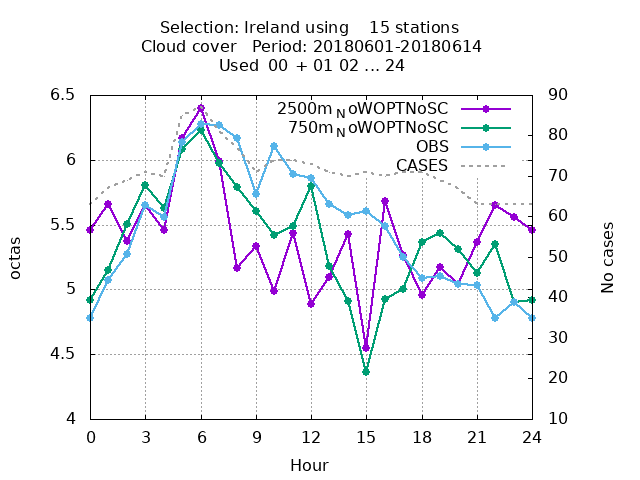 Selection: Ireland using 15 stations
Cloud cover Period: 20180601-20180614
Used 00 + 01 02 ... 24
6.5
6
5.5
5
4.5
4
octas
2500mNoWOPTNoSC
750mNoWOPTNoSC
OBS
CASES
90
80
70
60
50
40
30
20
10
No cases
0 3 6 9 12 15 18 21 24
Hour